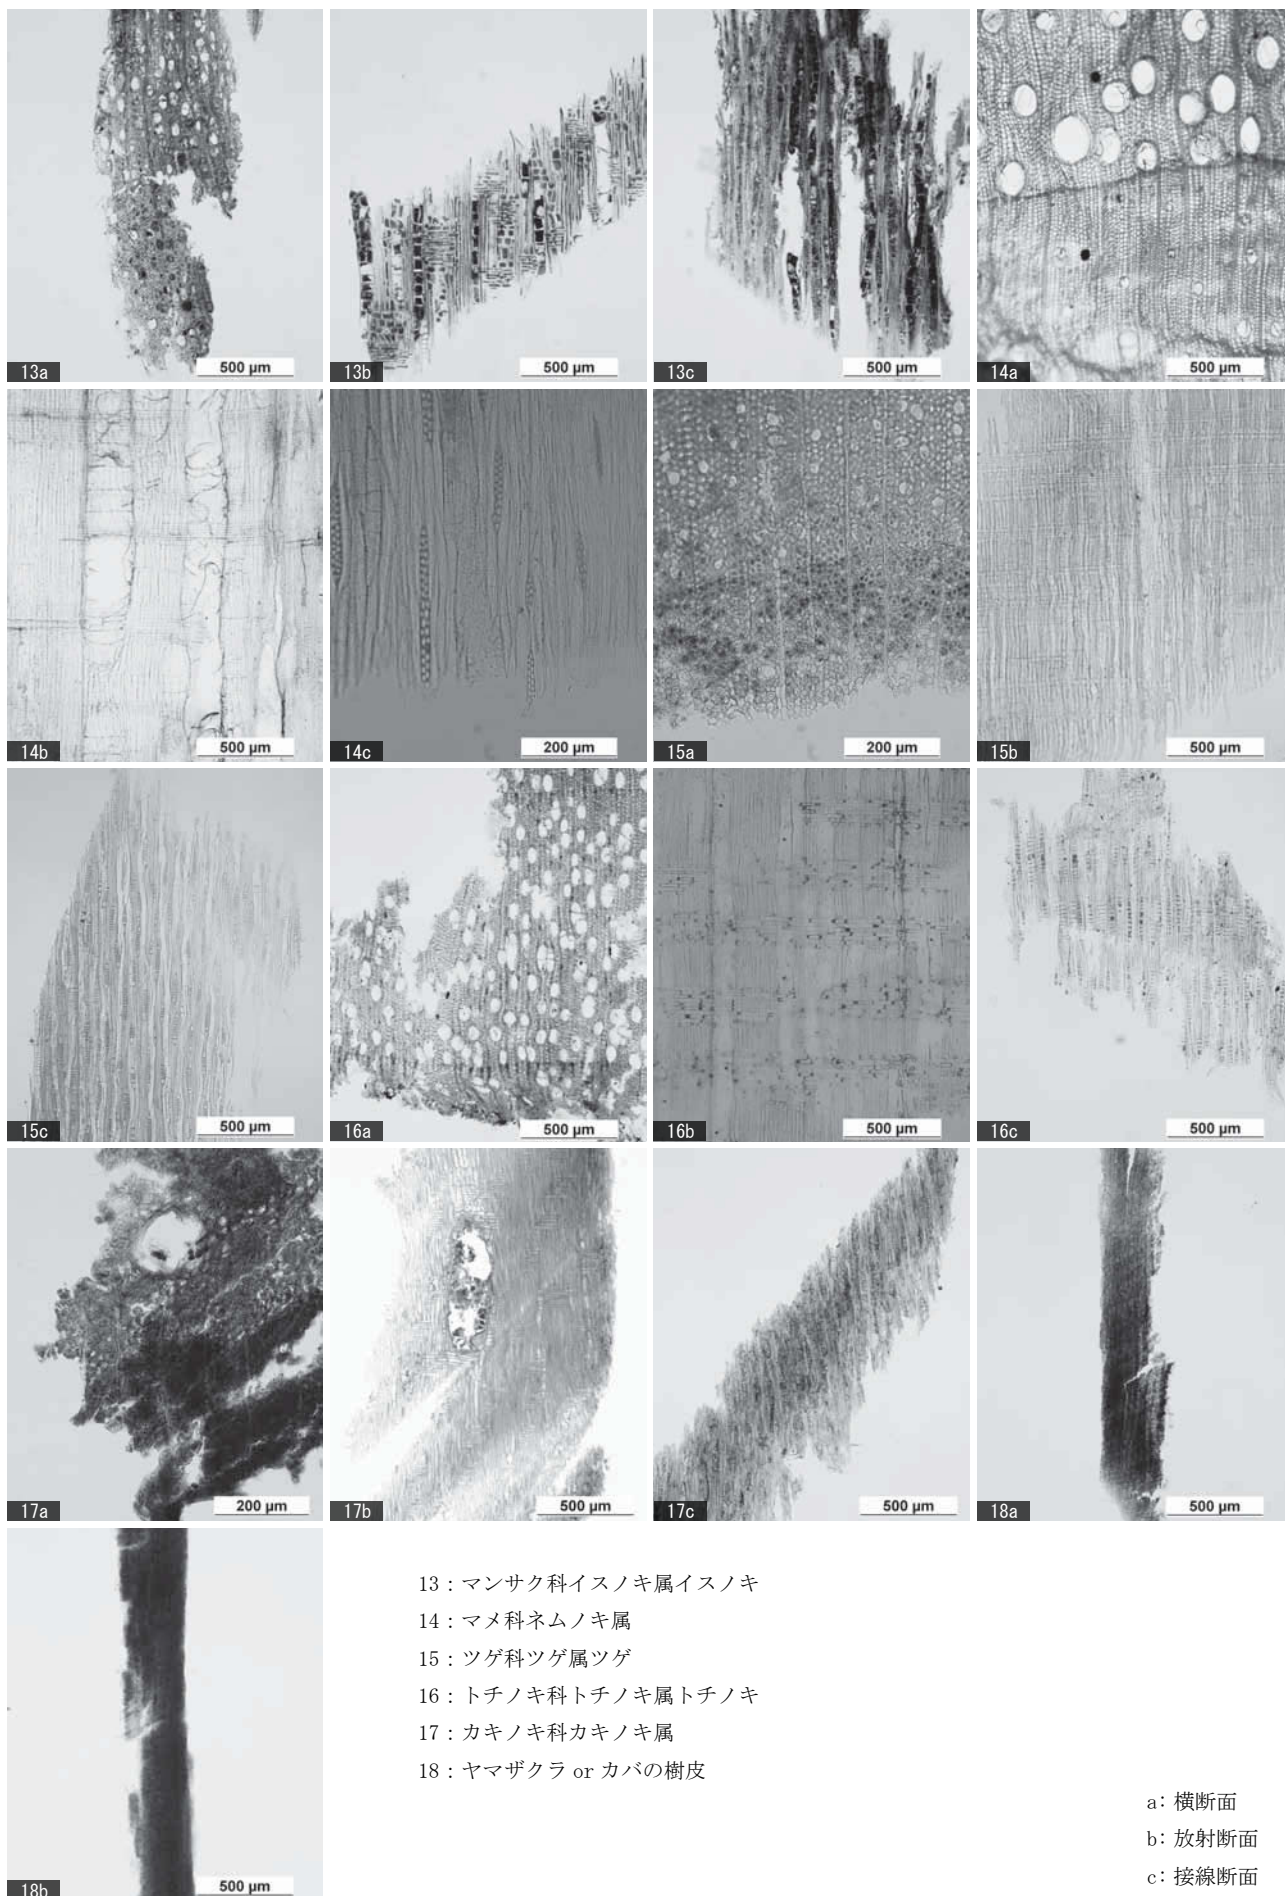 13a
500 µm
13b
500 µm
13c
500 µm
14a
500 µm
14b
500 µm
14c
200 µm
15a
200 µm
15b
500 µm
15c
500 µm
16a
500 µm
16b
500 µm
16c
500 µm
17a
200 µm
17b
500 µm
17c
500 µm
18a
500 µm
18b
500 µm
13：マンサク科イスノキ属イスノキ
14：マメ科ネムノキ属
15：ツゲ科ツゲ属ツゲ
16：トチノキ科トチノキ属トチノキ
17：カキノキ科カキノキ属
18：ヤマザクラ or カバの樹皮
a：横断面
b：放射断面
c：接線断面